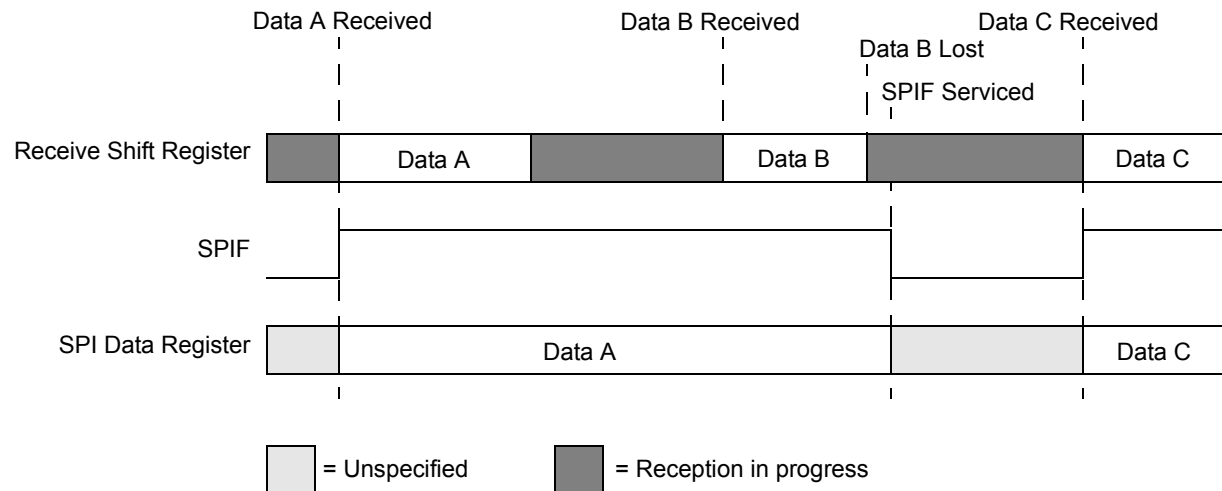 Data A Received
Data B Received
Data C Received
Data B Lost
SPIF Serviced
Receive Shift Register
Data A
Data B
Data C
SPIF
SPI Data Register
Data A
Data C
= Unspecified
= Reception in progress